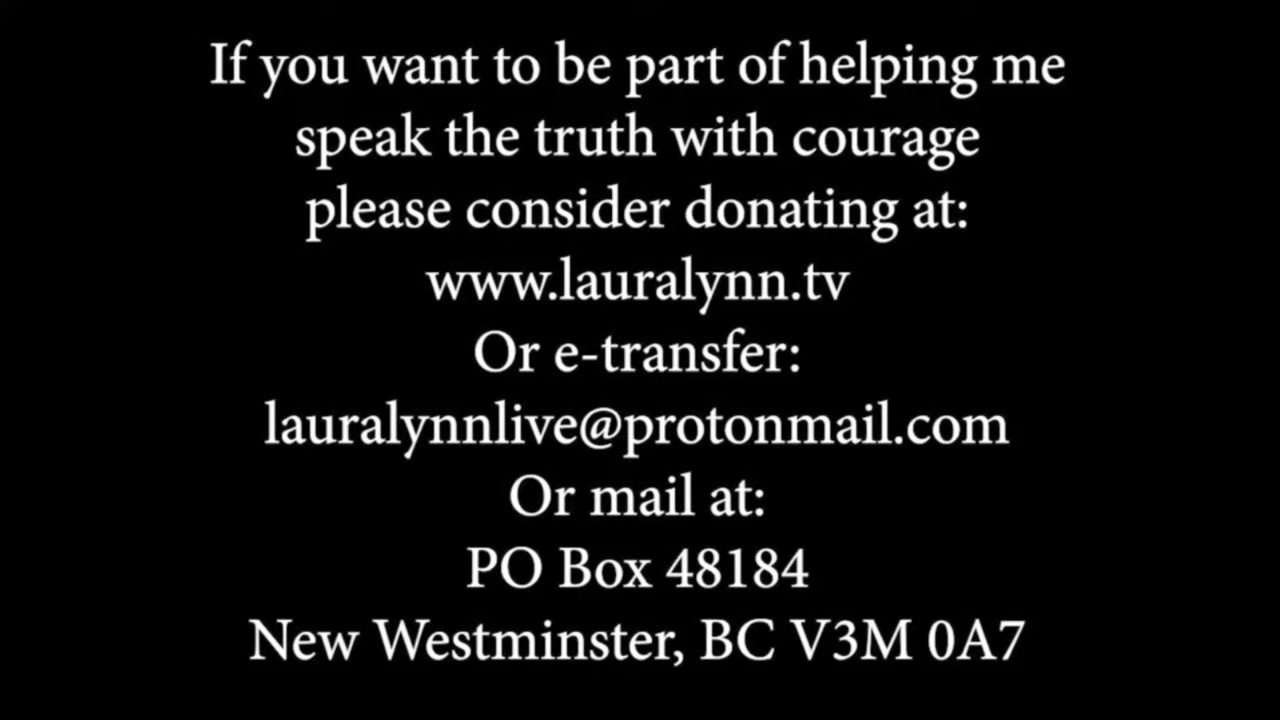 If you want to be part of helping me
speak the truth with courage
please consider donating at:
www.lauralynn.tv
Or e-transfer:
lauralynnlive@protonmail.com
Or mail at:
PO Box 48184
New Westminster, BC V3M 0A7